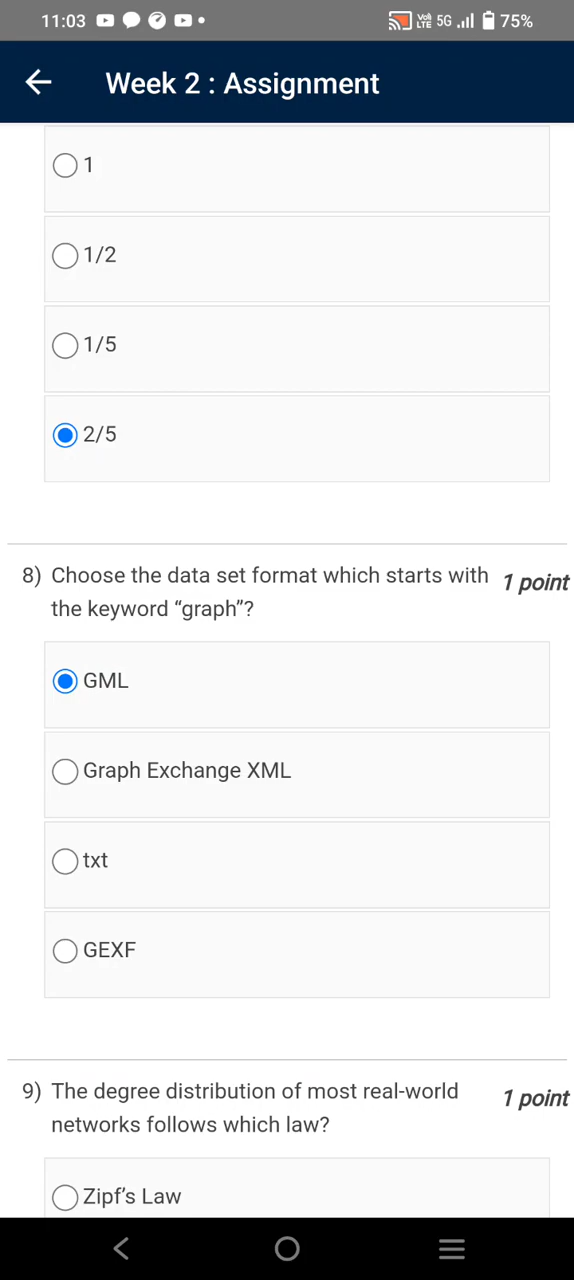 11:03 Vo) LTE 5G 75%
Week 2 : Assignment
1
1/2
1/5
2/5
8) Choose the data set format which starts with 1 point
the keyword “graph”?
GML
Graph Exchange XML
txt
GEXF
9) The degree distribution of most real-world 1 point
networks follows which law?
Zipf’s Law